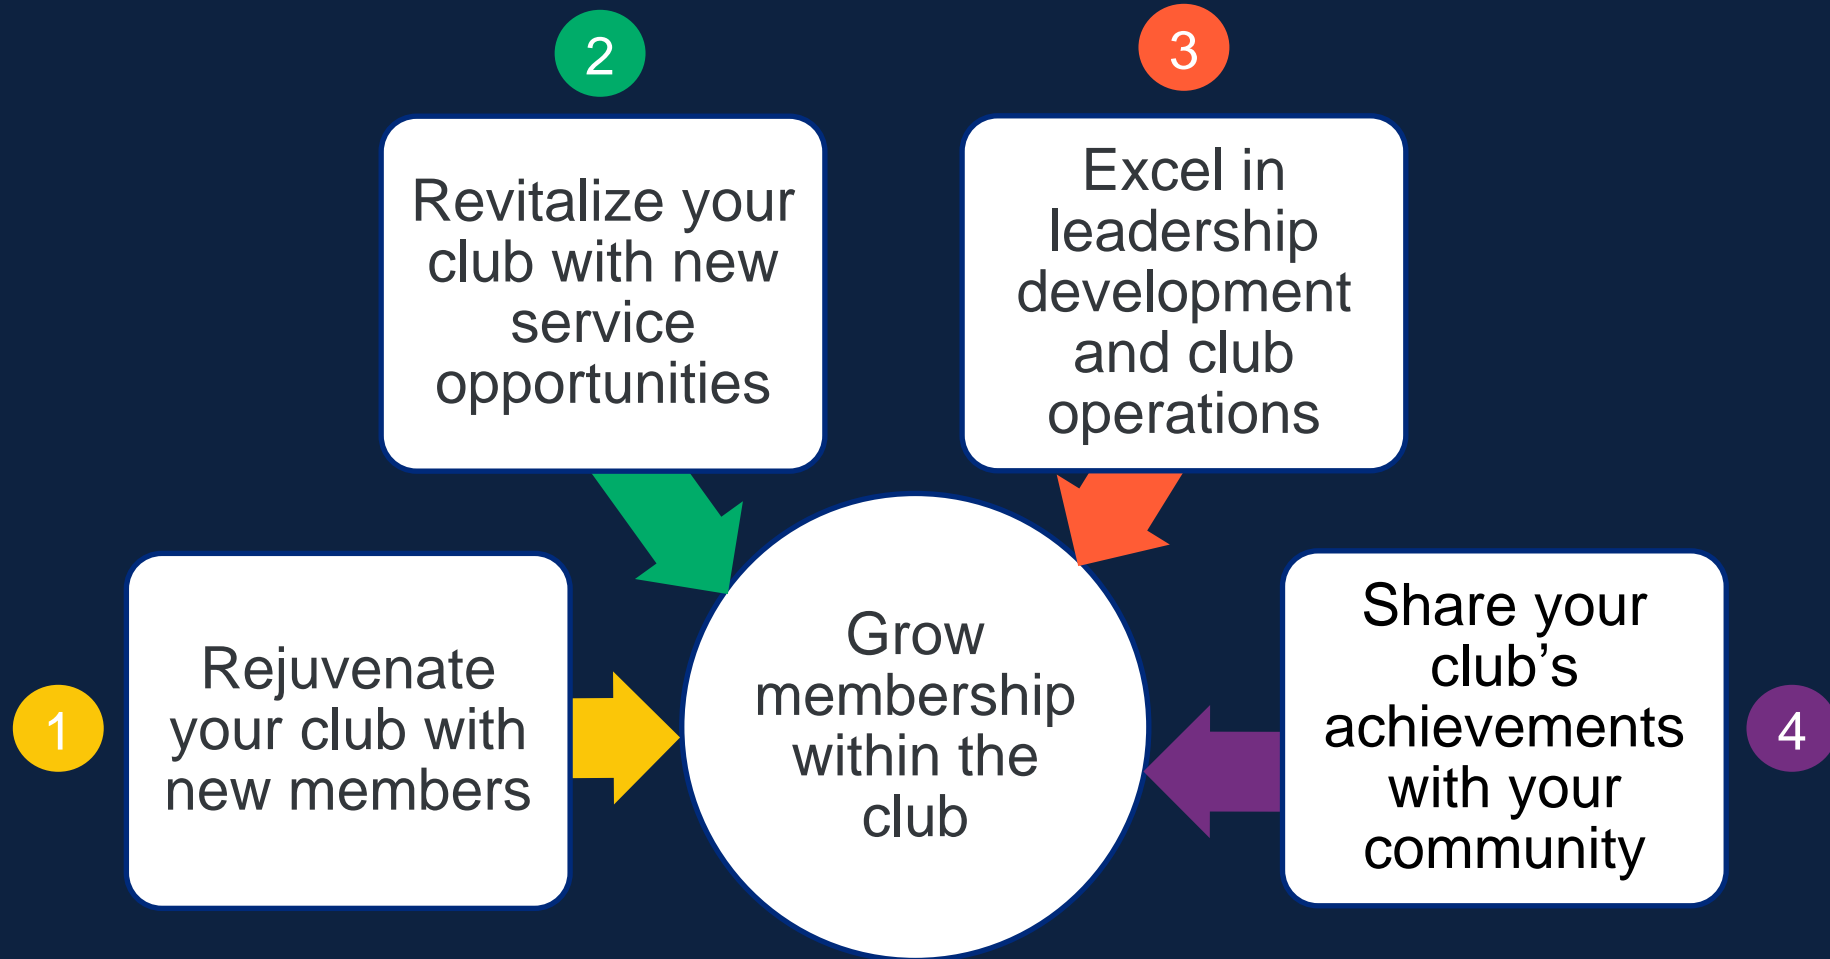 2
3
Revitalize your
club with new
service
opportunities
Excel in
leadership
development
and club
operations
1
Rejuvenate
your club with
new members
Grow
membership
within the
club
Share your
club’s
achievements
with your
community
4